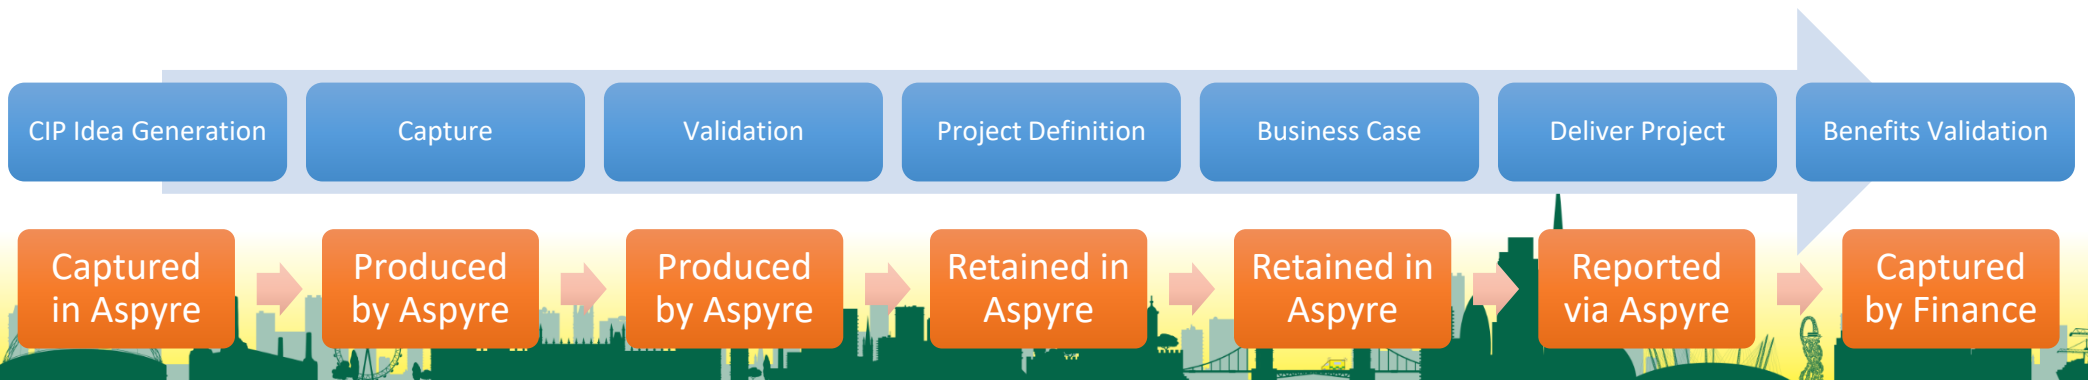 CIP Idea Generation
Capture
Validation
Project Definition
Business Case
Deliver Project
Benefits Validation
Captured
in Aspyre
Produced
by Aspyre
Produced
by Aspyre
Retained in
Aspyre
Retained in
Aspyre
Reported
via Aspyre
Captured
by Finance